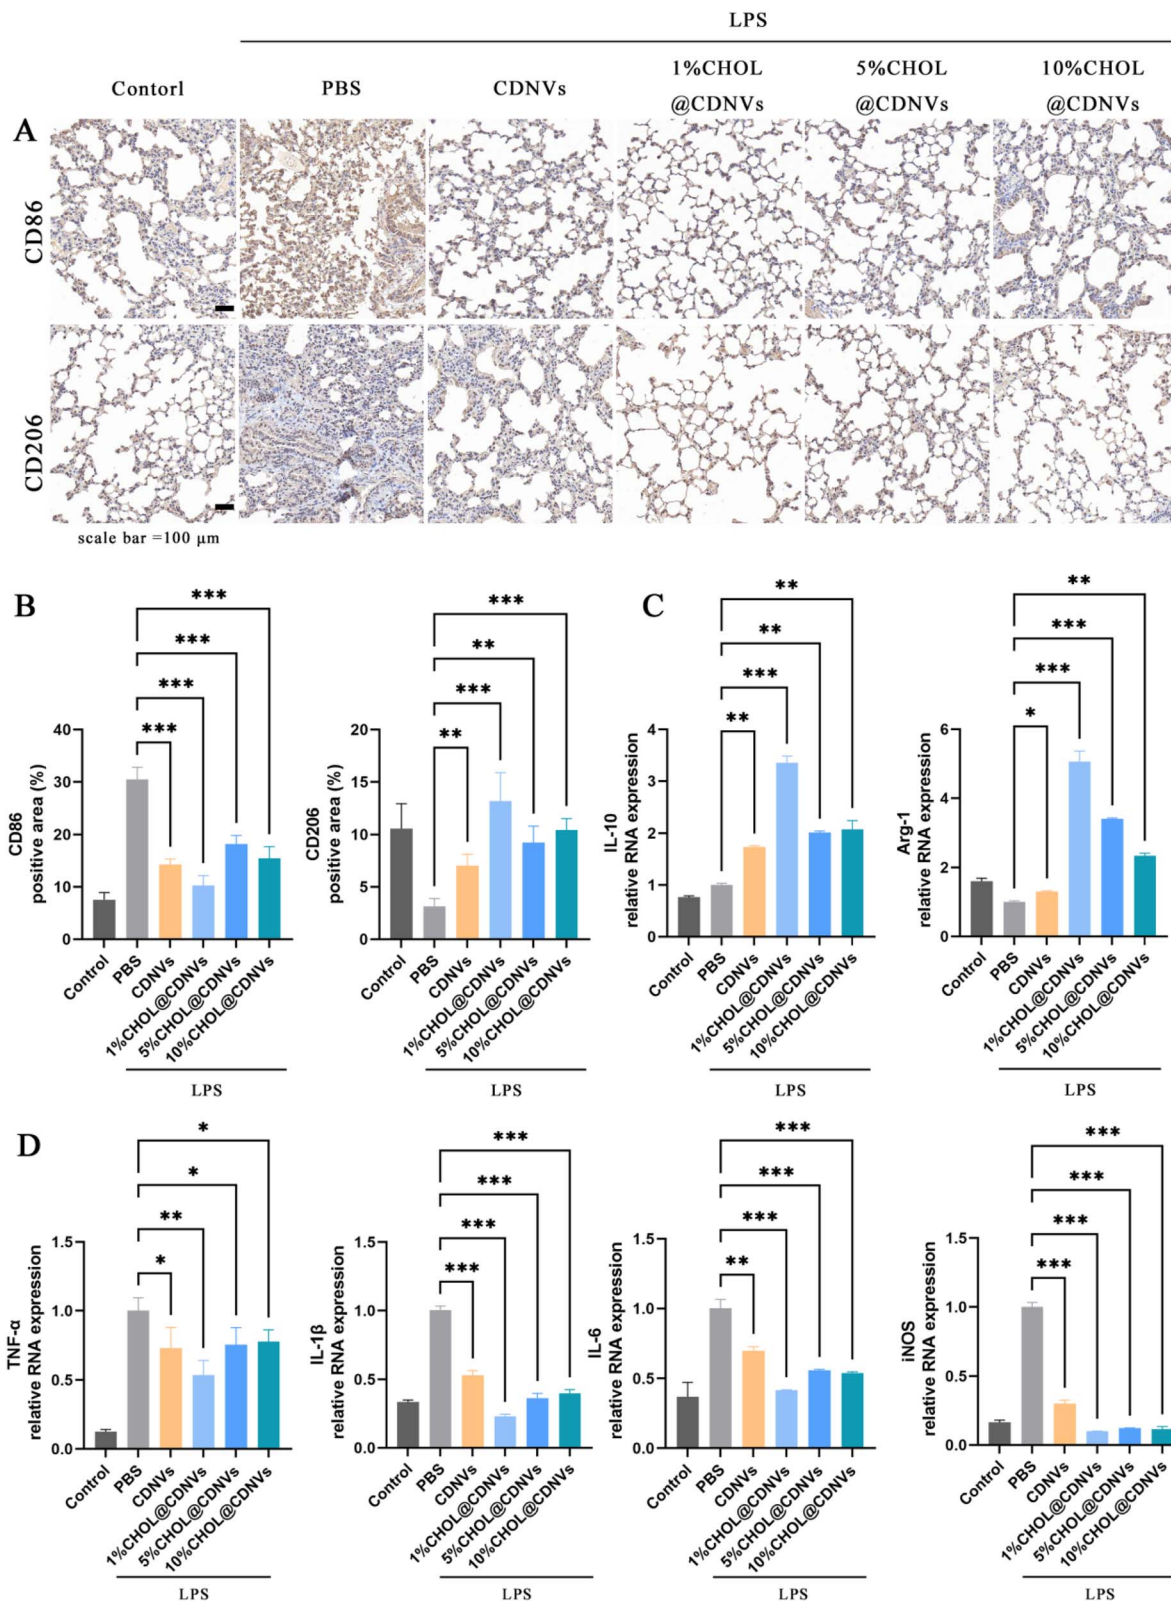 LPS
Contorl PBS CDNVs 1%CHOL @CDNVs 5%CHOL @CDNVs 10%CHOL @CDNVs
A
CD86
CD206
scale bar =100 μm
B
*** 
***
***
***
40
30
20
10
0
CD86
positive area (%)
Control
PBS
CDNVs
1%CHOL@CDNVs
5%CHOL@CDNVs
10%CHOL@CDNVs
LPS
***
**
***
**
20
15
10
5
0
CD206
positive area (%)
Control
PBS
CDNVs
1%CHOL@CDNVs
5%CHOL@CDNVs
10%CHOL@CDNVs
LPS
C
**
**
***
**
4
3
2
1
0
IL-10
relative RNA expression
Control
PBS
CDNVs
1%CHOL@CDNVs
5%CHOL@CDNVs
10%CHOL@CDNVs
LPS
**
***
***
*
6
4
2
0
Arg-1
relative RNA expression
Control
PBS
CDNVs
1%CHOL@CDNVs
5%CHOL@CDNVs
10%CHOL@CDNVs
LPS
D
*
*
**
*
1.5
1.0
0.5
0.0
TNF-α
relative RNA expression
Control
PBS
CDNVs
1%CHOL@CDNVs
5%CHOL@CDNVs
10%CHOL@CDNVs
LPS
***
***
***
***
1.5
1.0
0.5
0.0
IL-1β
relative RNA expression
Control
PBS
CDNVs
1%CHOL@CDNVs
5%CHOL@CDNVs
10%CHOL@CDNVs
LPS
***
***
***
**
1.5
1.0
0.5
0.0
IL-6
relative RNA expression
Control
PBS
CDNVs
1%CHOL@CDNVs
5%CHOL@CDNVs
10%CHOL@CDNVs
LPS
***
***
***
***
1.5
1.0
0.5
0.0
iNOS
relative RNA expression
Control
PBS
CDNVs
1%CHOL@CDNVs
5%CHOL@CDNVs
10%CHOL@CDNVs
LPS